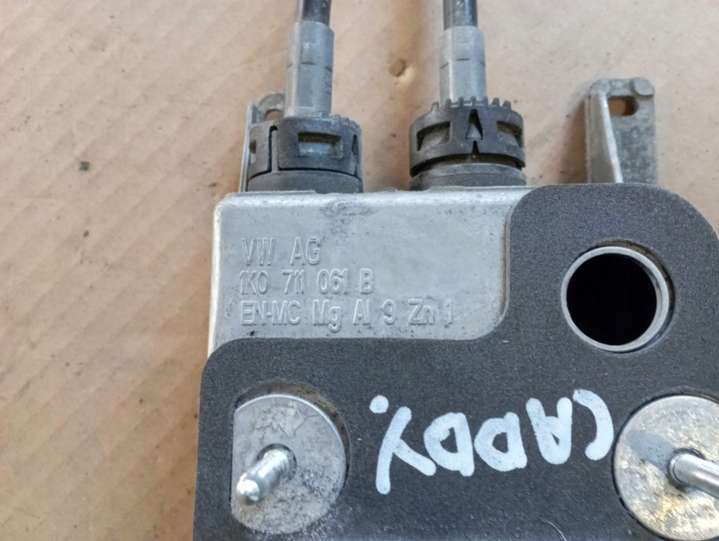 VW AG
1K0 711 061 B
EN-MC Mg Al 9 Zn 1
CADDY.